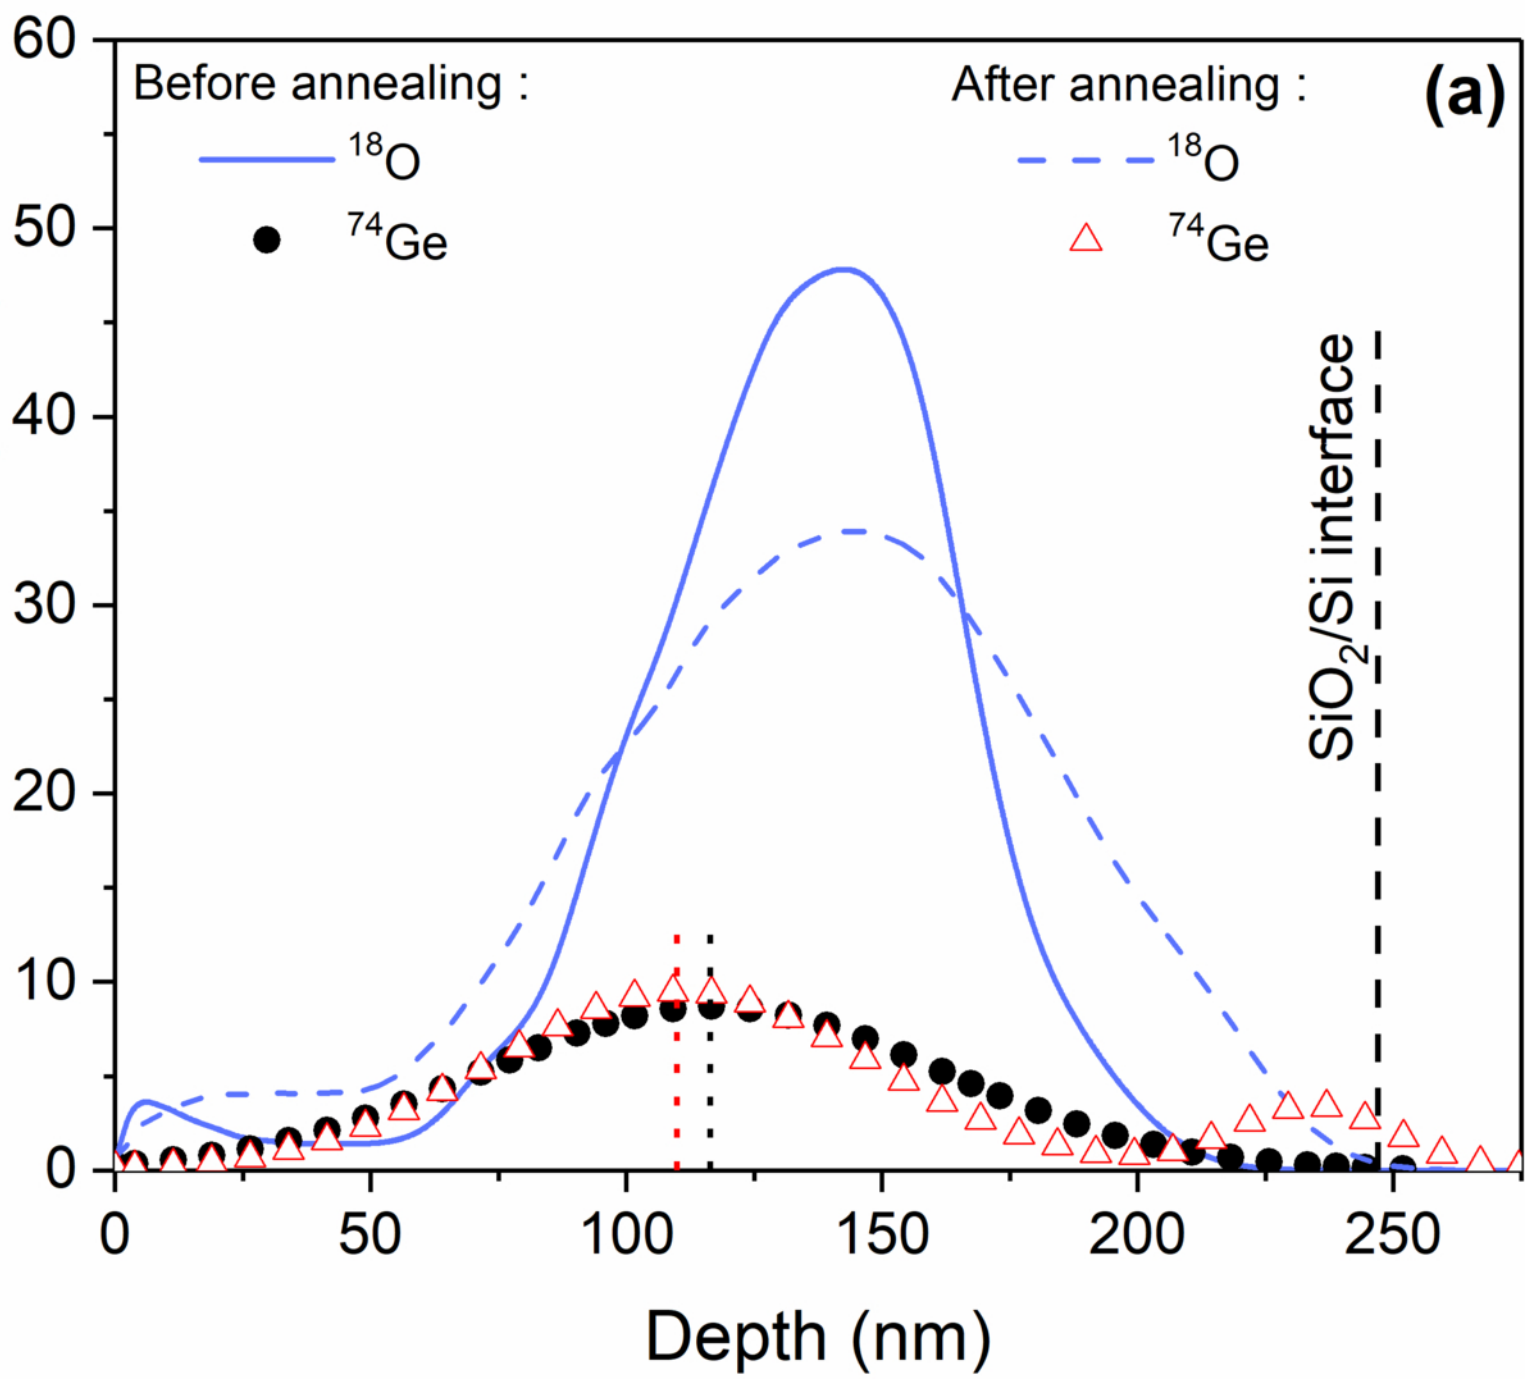 60
50
40
30
20
10
0
Before annealing :
¹⁸O
⁷⁴Ge
After annealing :
¹⁸O
⁷⁴Ge
(a)
SiO₂/Si interface
0 50 100 150 200 250
Depth (nm)